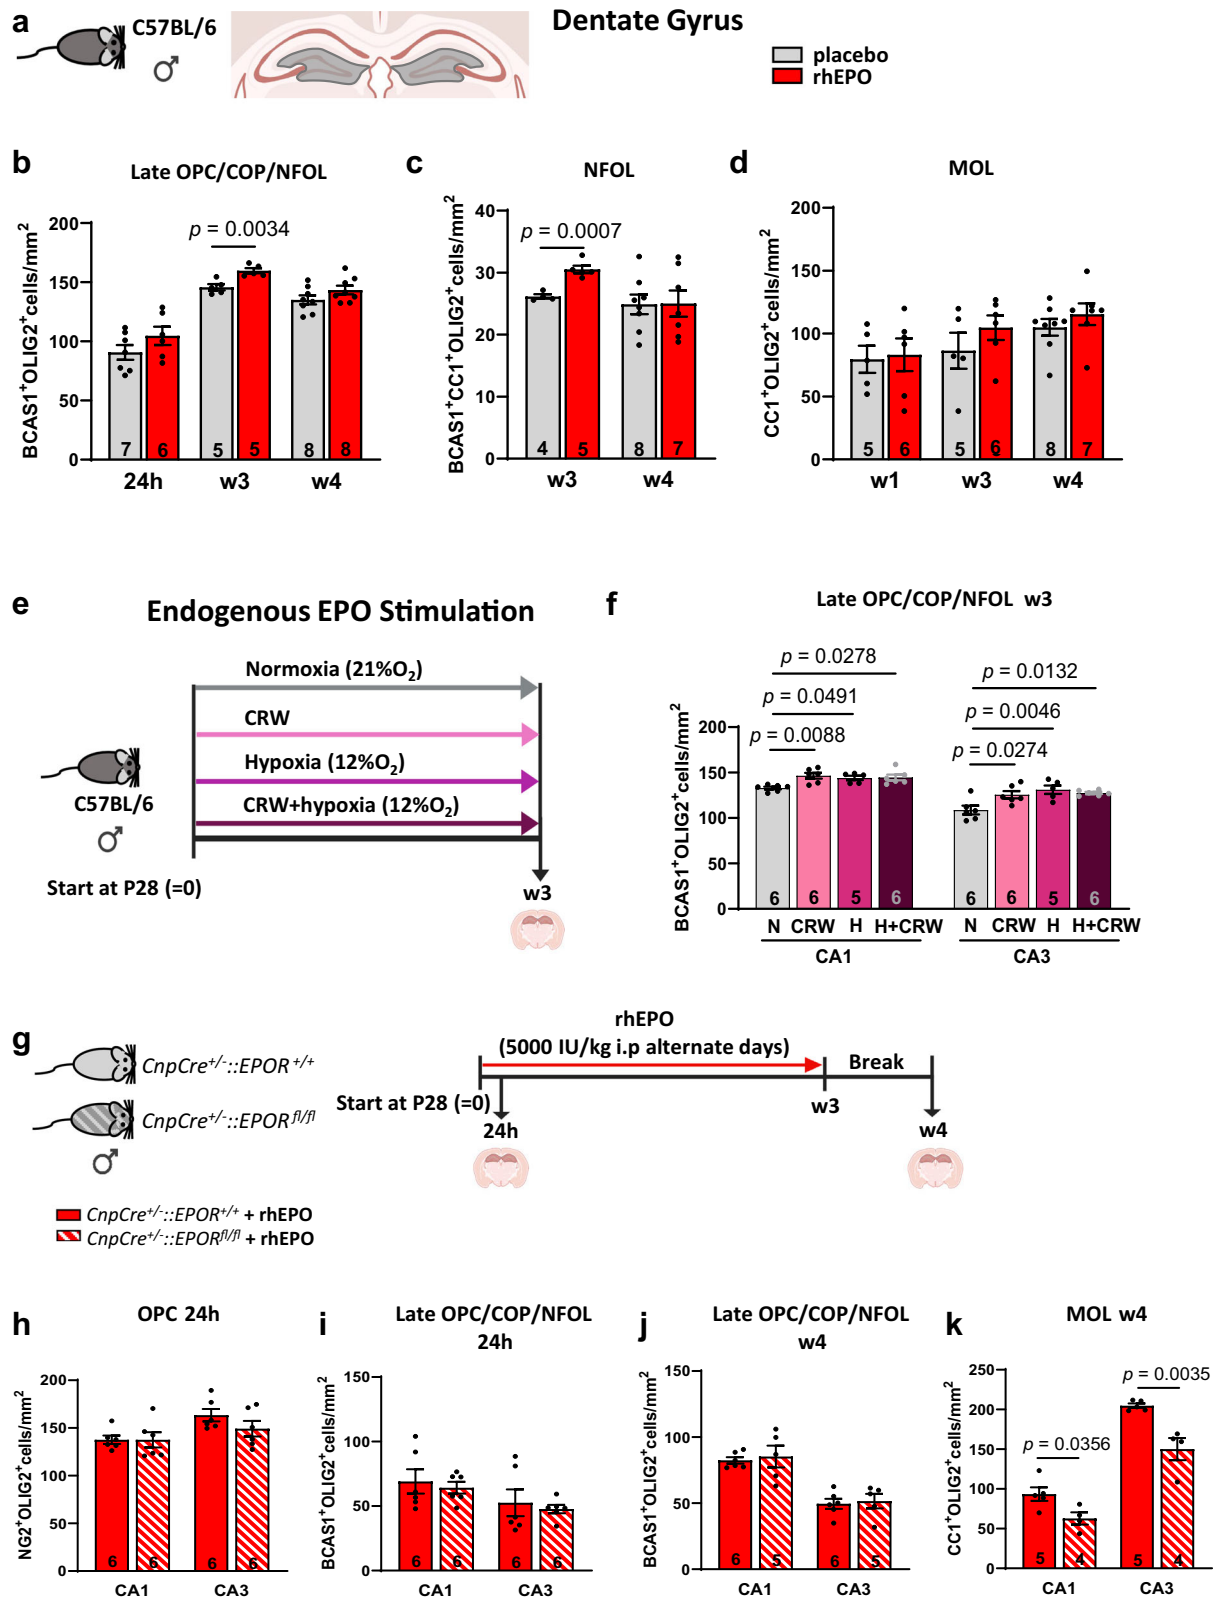 a
C57BL/6
♂
Dentate Gyrus
placebo
rhEPO
b
Late OPC/COP/NFOL
BCAS1⁺OLIG2⁺cells/mm²
200
150
100
50
0
p = 0.0034
7 6 5 5 8 8
24h w3 w4
c
NFOL
BCAS1⁺CC1⁺OLIG2⁺cells/mm²
40
30
20
10
0
p = 0.0007
4 5 8 7
w3 w4
d
MOL
CC1⁺OLIG2⁺cells/mm²
200
150
100
50
0
5 6 5 6 8 7
w1 w3 w4
e
Endogenous EPO Stimulation
Normoxia (21%O₂)
CRW
Hypoxia (12%O₂)
CRW+hypoxia (12%O₂)
C57BL/6
♂
Start at P28 (=0)
w3
f
Late OPC/COP/NFOL w3
BCAS1⁺OLIG2⁺cells/mm²
200
150
100
50
0
p = 0.0278
p = 0.0491
p = 0.0088
p = 0.0132
p = 0.0046
p = 0.0274
6 6 5 6 6 6 5 6
N CRW H H+CRW N CRW H H+CRW
CA1 CA3
g
CnpCre⁺/⁻::EPOR⁺/⁺
CnpCre⁺/⁻::EPORᶠˡ/ᶠˡ
♂
rhEPO
(5000 IU/kg i.p alternate days)
Break
Start at P28 (=0)
24h
w3
w4
CnpCre⁺/⁻::EPOR⁺/⁺ + rhEPO
CnpCre⁺/⁻::EPORᶠˡ/ᶠˡ + rhEPO
h
OPC 24h
NG2⁺OLIG2⁺cells/mm²
200
150
100
50
0
6 6 6 6
CA1 CA3
i
Late OPC/COP/NFOL
24h
BCAS1⁺OLIG2⁺cells/mm²
150
100
50
0
6 6 6 6
CA1 CA3
j
Late OPC/COP/NFOL
w4
BCAS1⁺OLIG2⁺cells/mm²
150
100
50
0
6 5 6 5
CA1 CA3
k
MOL w4
CC1⁺OLIG2⁺cells/mm²
250
200
150
100
50
0
p = 0.0356
p = 0.0035
5 4 5 4
CA1 CA3